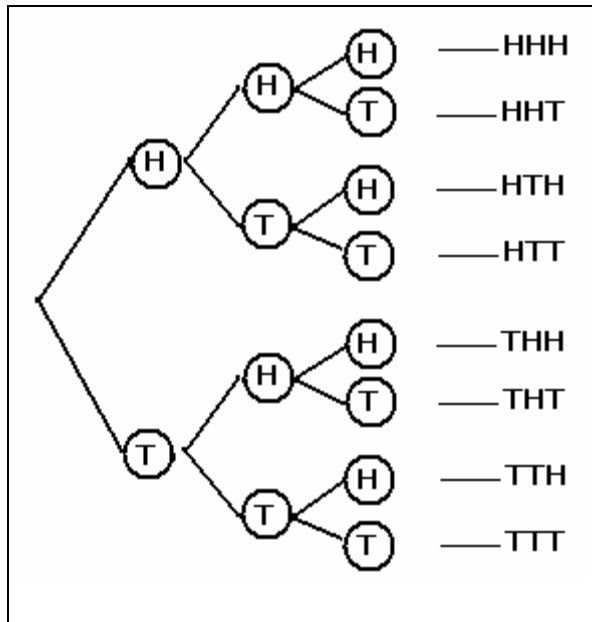 H — HHH
H
T — HHT
H
H — HTH
T
T — HTT
H — THH
H
T — THT
T
H — TTH
T
T — TTT